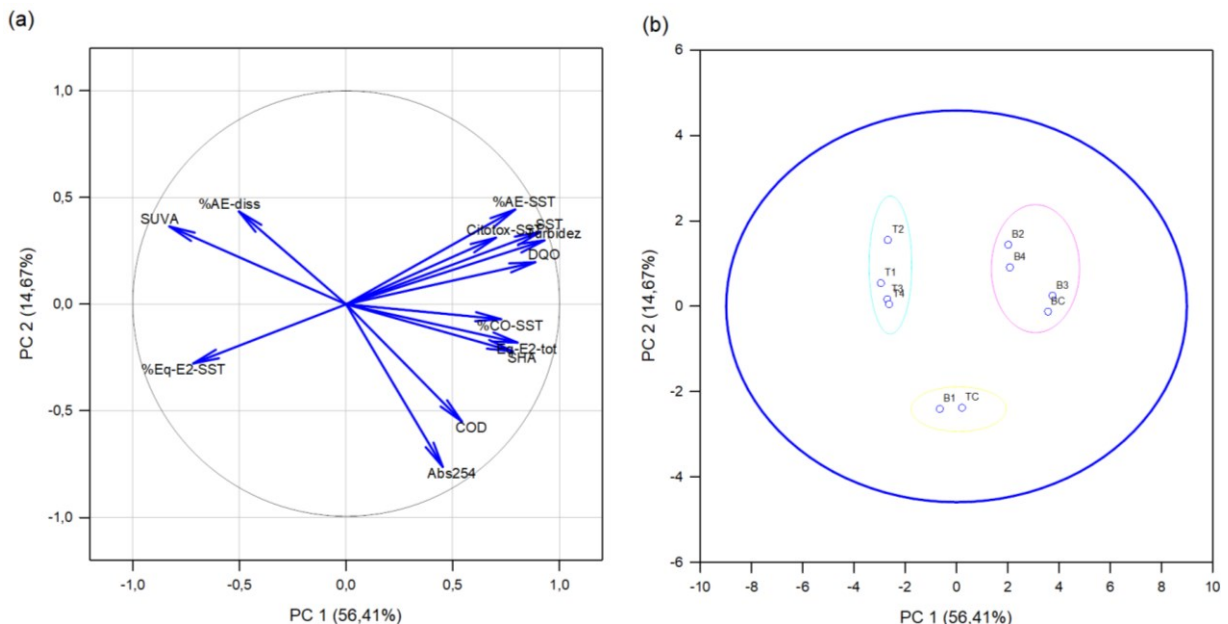 (a)
1,0
0,5
0,0
-0,5
-1,0
PC 2 (14,67%)
-1,0
-0,5
0,0
0,5
1,0
PC 1 (56,41%)
%AE-diss
SUVA
%AE-SST
Citotox-SST
SST
Turbidez
DQO
%CO-SST
Eq-E2-tot
SHA
%Eq-E2-SST
COD
Abs254
(b)
6
4
2
0
-2
-4
-6
PC 2 (14,67%)
-10
-8
-6
-4
-2
0
2
4
6
8
10
PC 1 (56,41%)
T2
T1
T3
T4
B2
B4
B3
BC
B1
TC